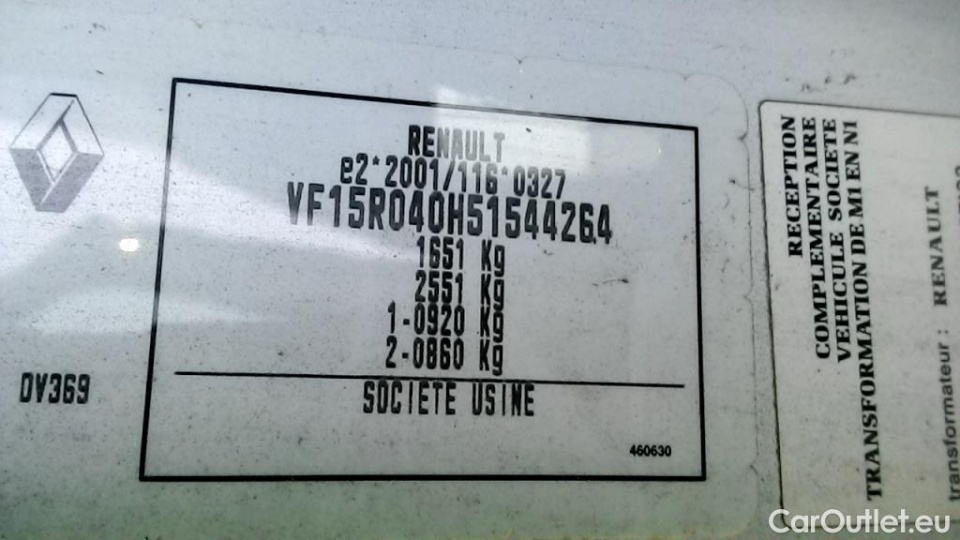 RENAULT
e2*2001/116*0327
VF15R040H51544264
1651 Kg
2551 Kg
1-0920 Kg
2-0860 Kg
SOCIETE USINE
460630
DV369
RECEPTION
COMPLEMENTAIRE
VEHICULE SOCIETE
TRANSFORMATION DE M1 EN N1
transformateur : RENAULT
CarOutlet.eu